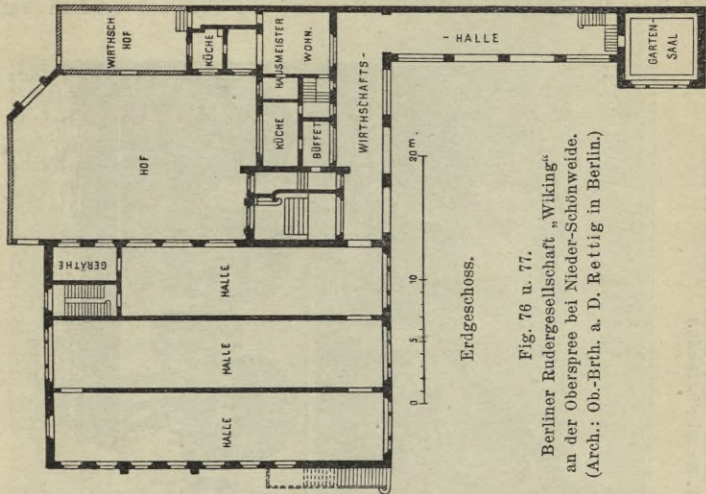 WIRTHSCH
HOF
KÜCHE
HAUSMEISTER
WOHN.
HOF
KÜCHE
BÜFFET
WIRTHSCHAFTS-
- HALLE
GARTEN-
SAAL
GERÄTHE
HALLE
HALLE
HALLE
0 5 10 20 m.
Erdgeschoss.
Fig. 76 u. 77.
Berliner Rudergesellschaft „Wiking“
an der Oberspree bei Nieder-Schönweide.
(Arch.: Ob.-Brth. a. D. Rettig in Berlin.)